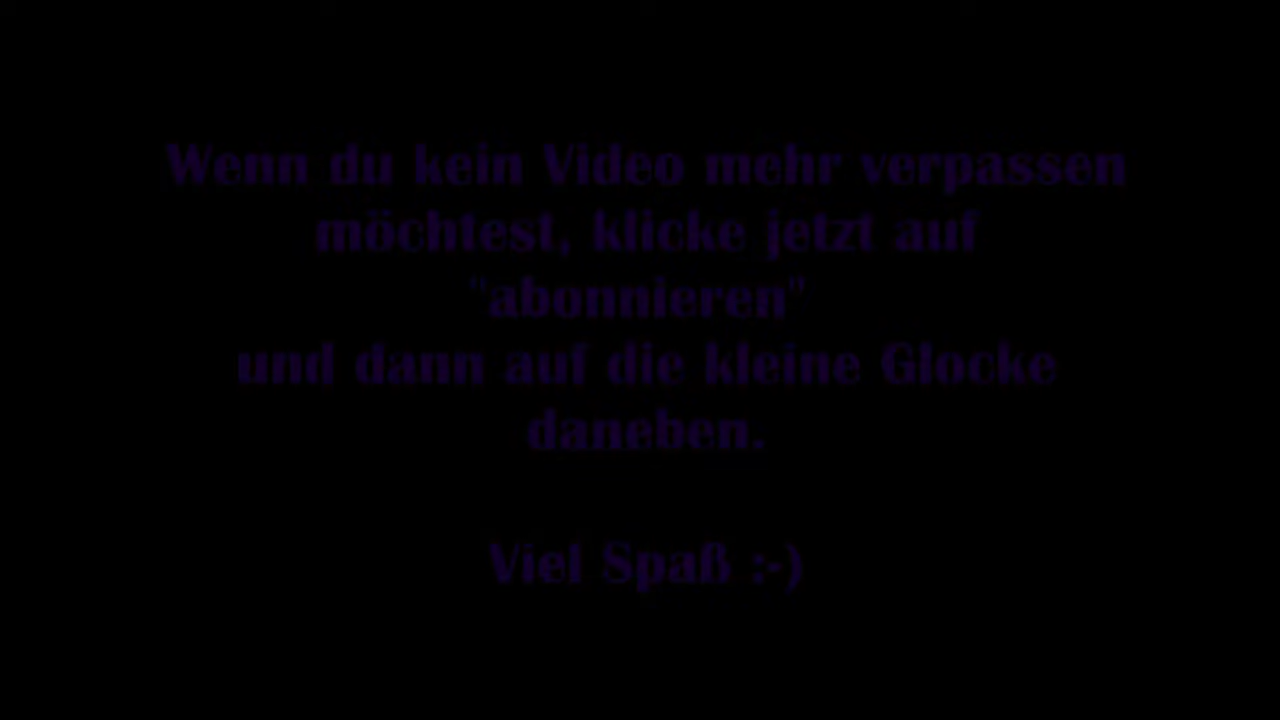 Wenn du kein Video mehr verpassen
möchtest, klicke jetzt auf
"abonnieren"
und dann auf die kleine Glocke
daneben.
Viel Spaß :-)